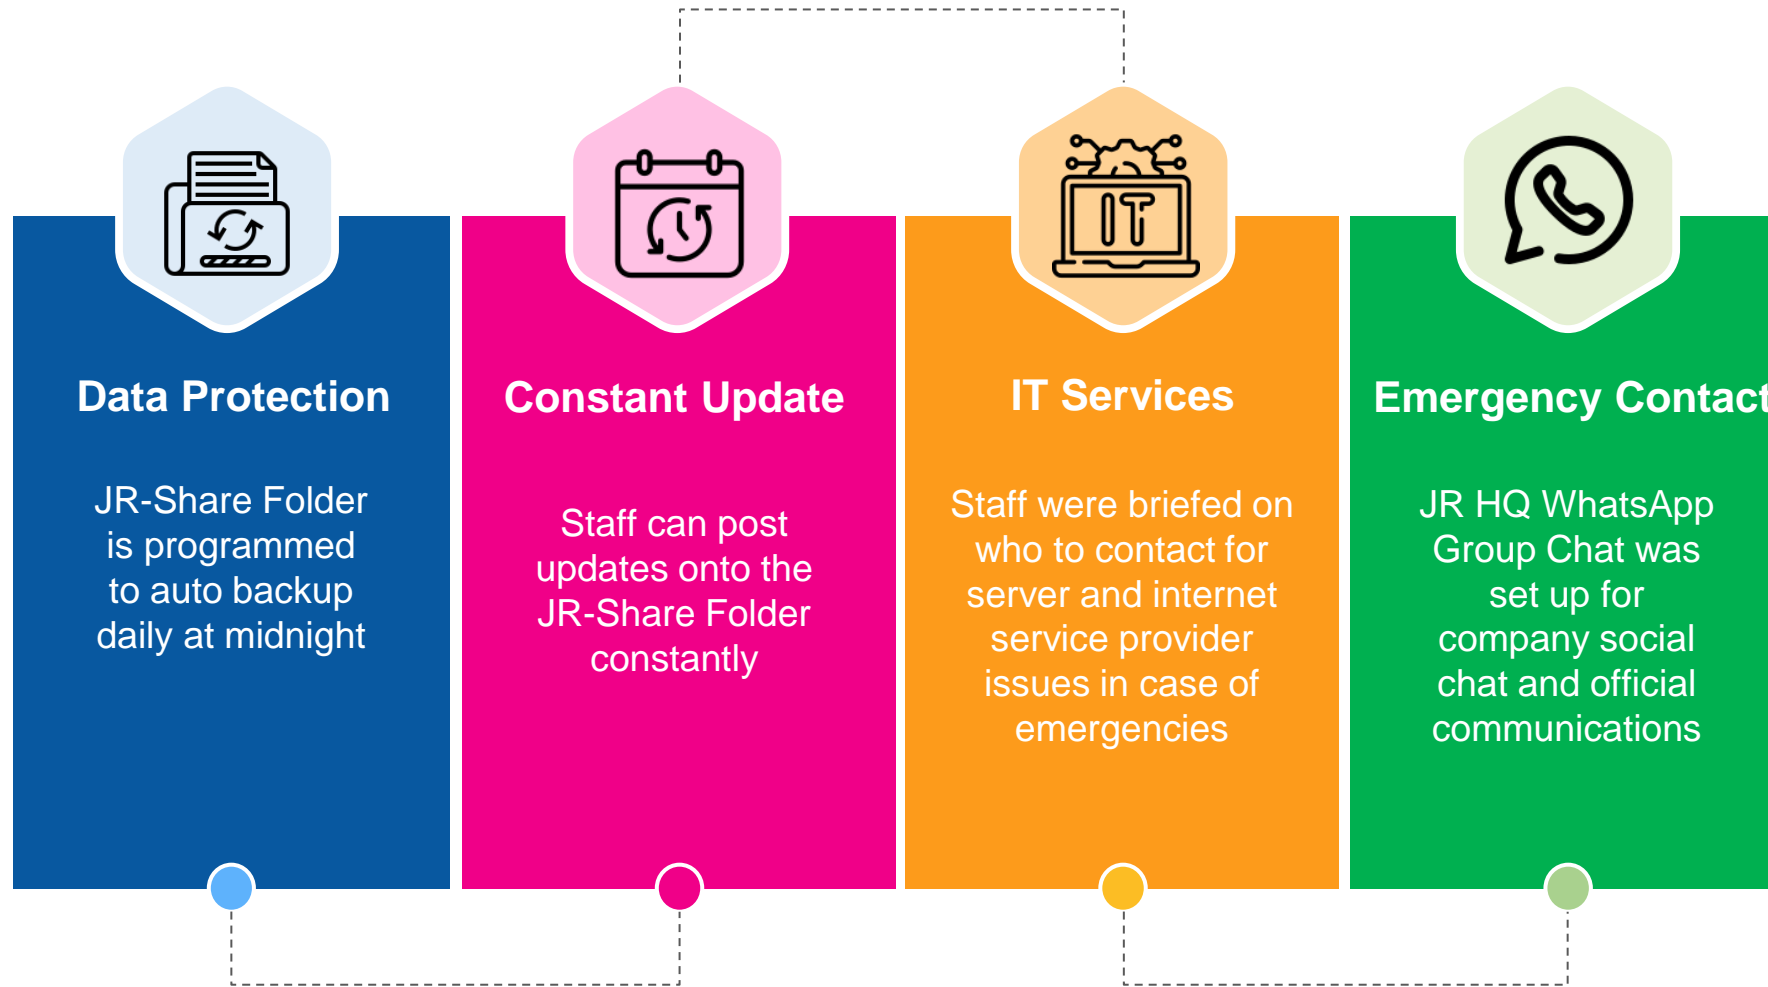 Data Protection
JR-Share Folder
is programmed
to auto backup
daily at midnight
Constant Update
Staff can post
updates onto the
JR-Share Folder
constantly
IT
IT Services
Staff were briefed on
who to contact for
server and internet
service provider
issues in case of
emergencies
Emergency Contact
JR HQ WhatsApp
Group Chat was
set up for
company social
chat and official
communications